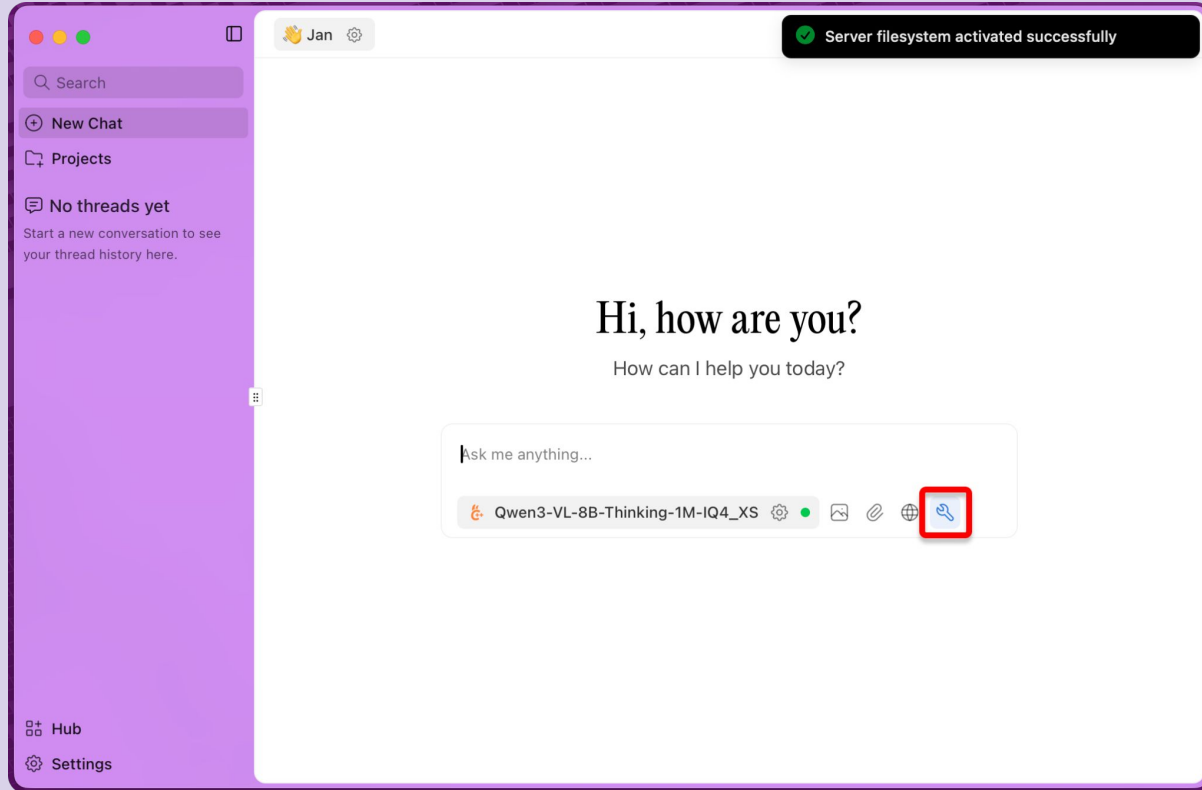 Search
New Chat
Projects
No threads yet
Start a new conversation to see
your thread history here.
Hub
Settings
Jan
Server filesystem activated successfully
Hi, how are you?
How can I help you today?
Ask me anything...
Qwen3-VL-8B-Thinking-1M-IQ4_XS